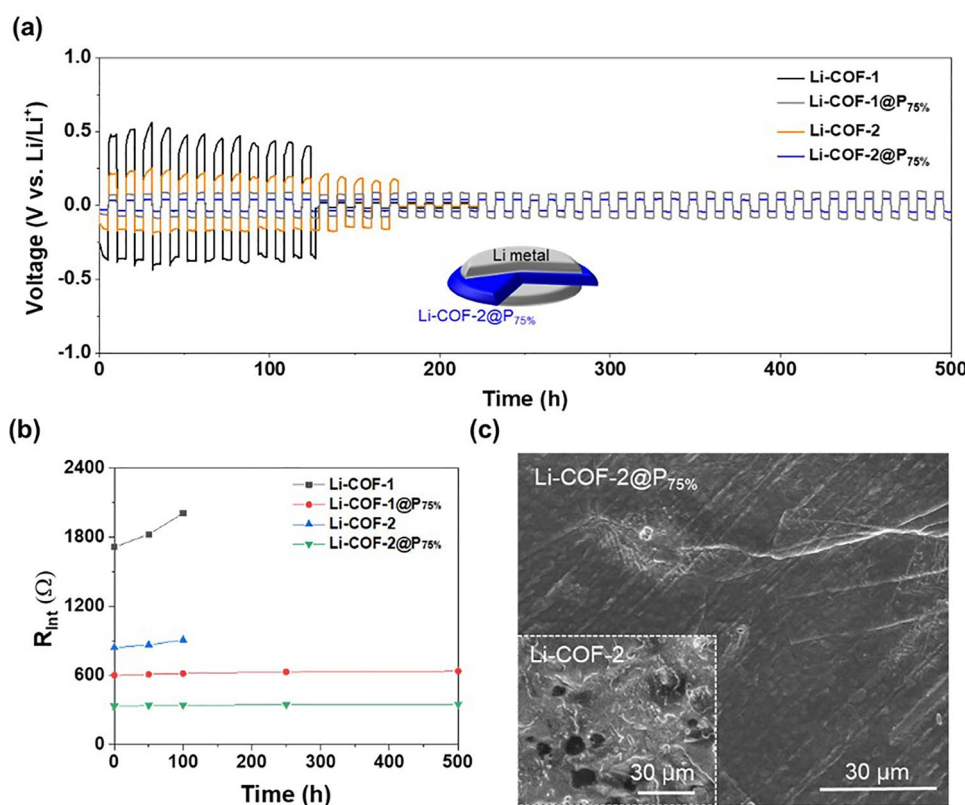 (a)
1.0
0.5
0.0
-0.5
-1.0
Voltage (V vs. Li/Li⁺)
Li-COF-1
Li-COF-1@P₇₅%
Li-COF-2
Li-COF-2@P₇₅%
Li metal
Li-COF-2@P₇₅%
0 100 200 300 400 500
Time (h)
(b)
2400
1800
1200
600
0
R_Int (Ω)
Li-COF-1
Li-COF-1@P₇₅%
Li-COF-2
Li-COF-2@P₇₅%
0 100 200 300 400 500
Time (h)
(c)
Li-COF-2@P₇₅%
Li-COF-2
30 µm
30 µm